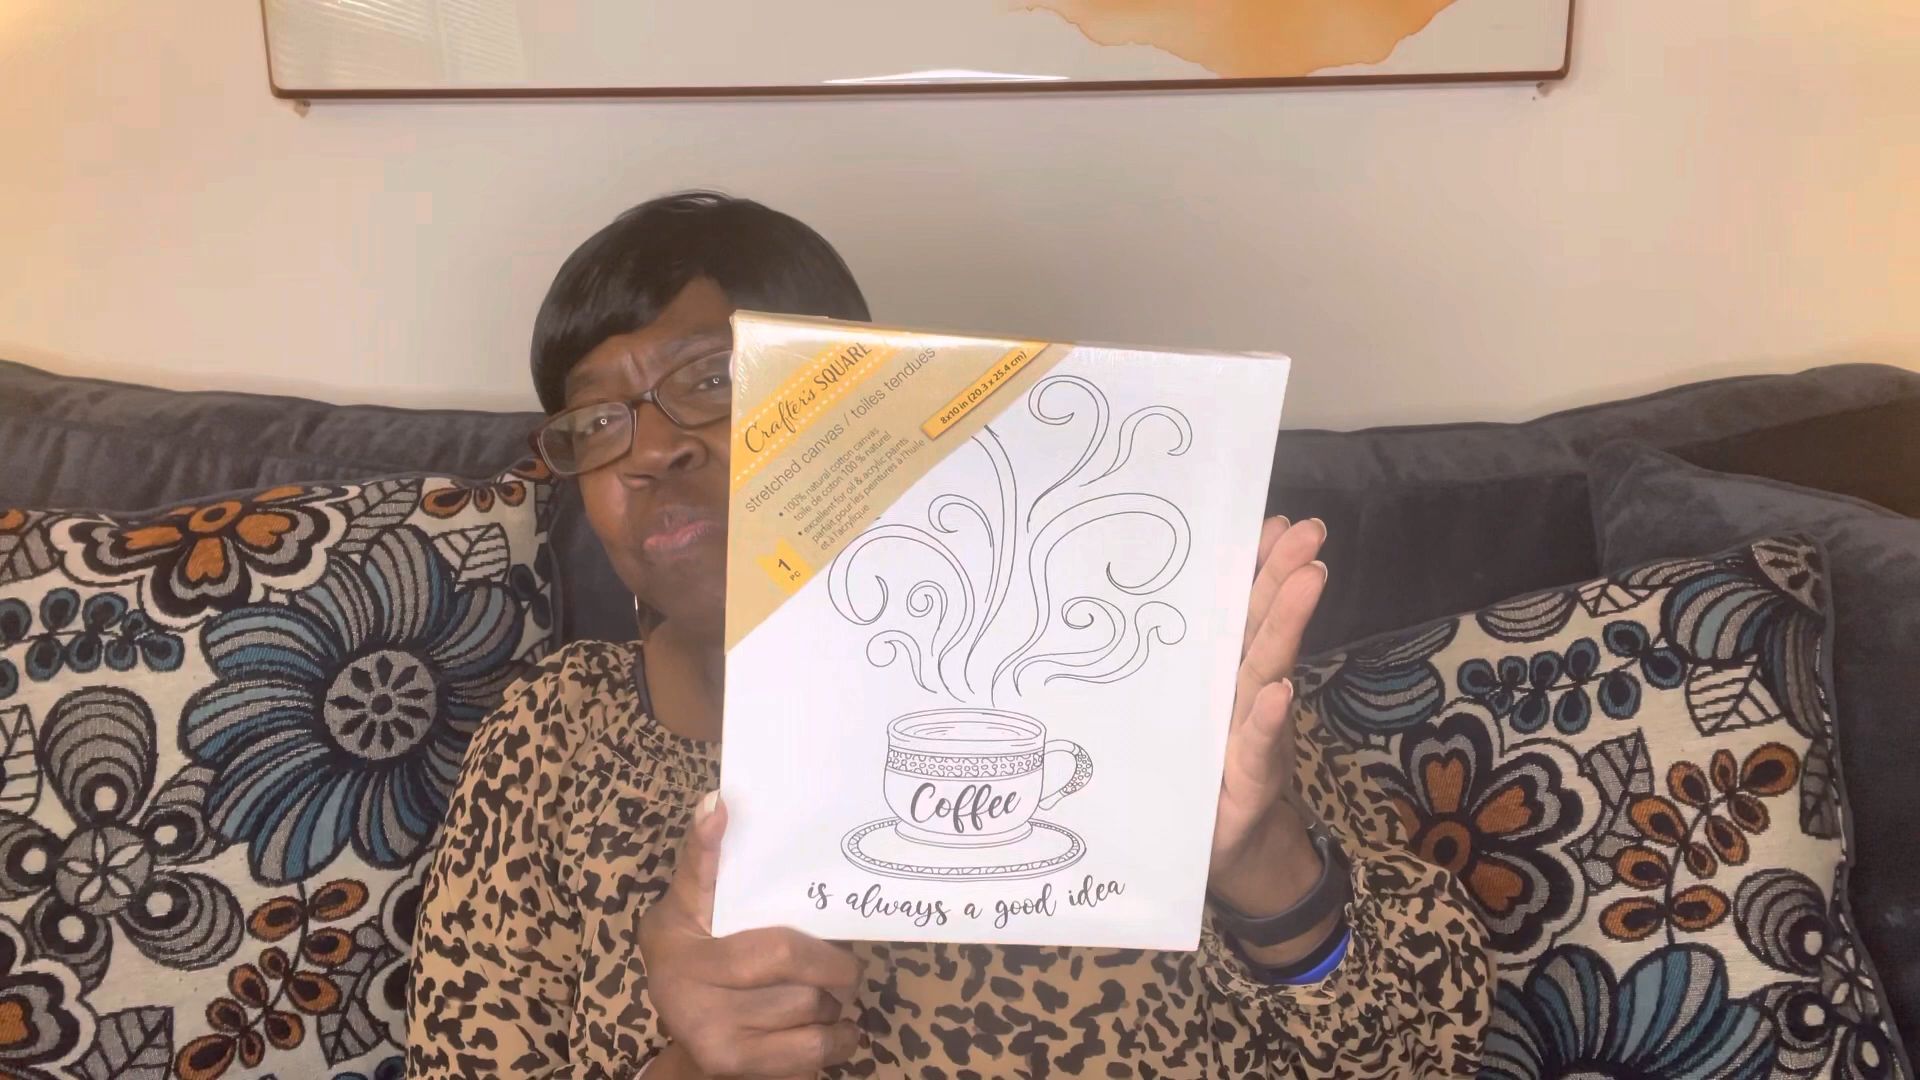 Crafter's SQUARE
stretched canvas / toiles tendues
8x10 in (20.3 x 25.4 cm)
• 100% natural cotton canvas
toile de coton 100 % naturel
• excellent for oil & acrylic paints
parfait pour les peintures à l'huile
et à l'acrylique
1
PC
Coffee
is always a good idea